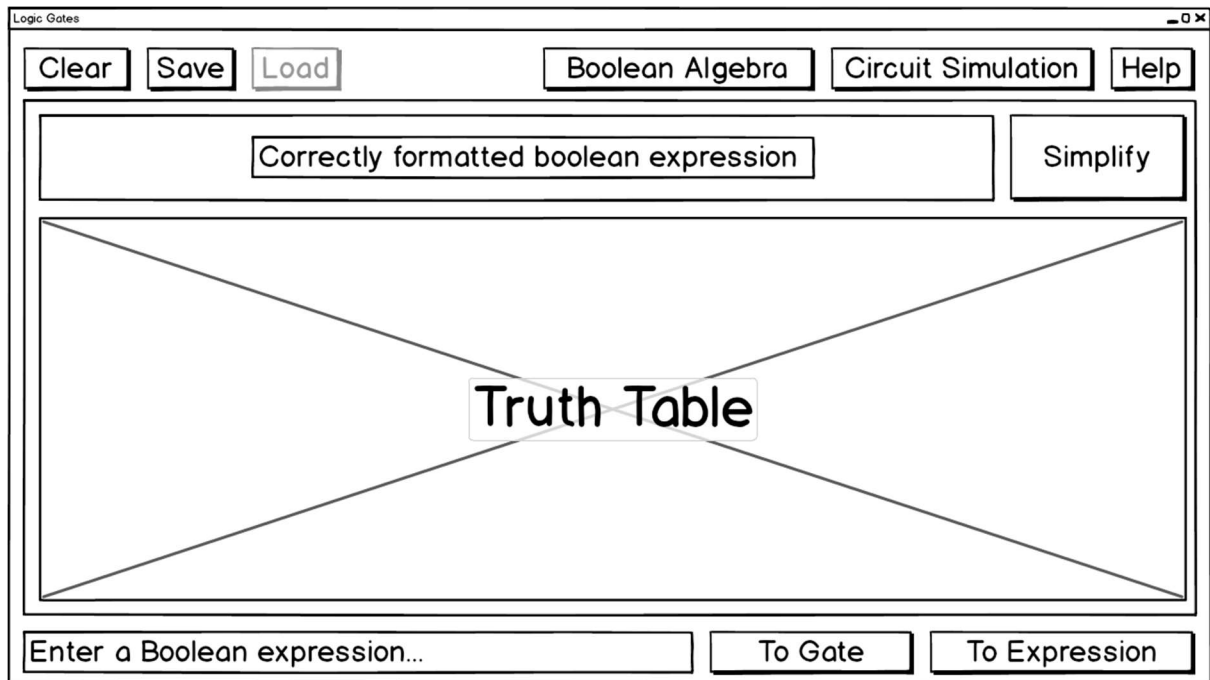 Logic Gates
Clear Save Load Boolean Algebra Circuit Simulation Help
Correctly formatted boolean expression Simplify
Truth Table
Enter a Boolean expression... To Gate To Expression